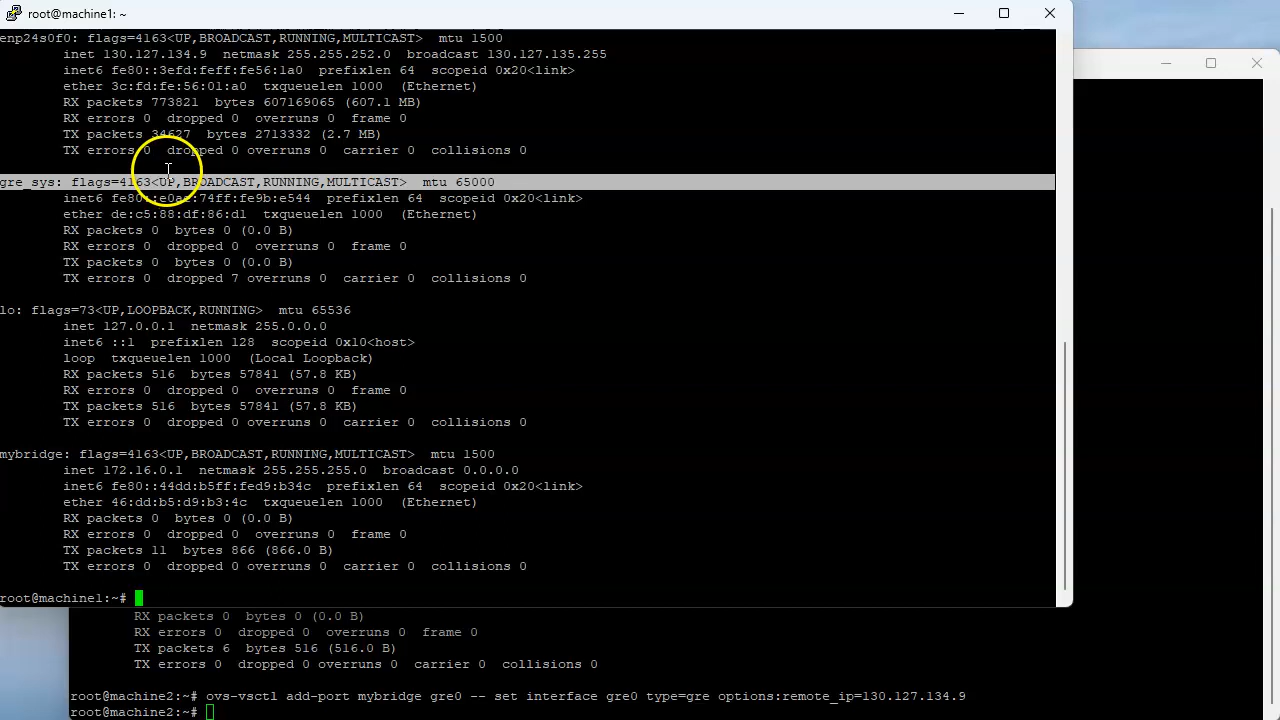 root@machine1: ~
enp24s0f0: flags=4163<UP,BROADCAST,RUNNING,MULTICAST>  mtu 1500
        inet 130.127.134.9  netmask 255.255.252.0  broadcast 130.127.135.255
        inet6 fe80::3efd:feff:fe56:1a0  prefixlen 64  scopeid 0x20<link>
        ether 3c:fd:fe:56:01:a0  txqueuelen 1000  (Ethernet)
        RX packets 773821  bytes 607169065 (607.1 MB)
        RX errors 0  dropped 0  overruns 0  frame 0
        TX packets 34627  bytes 2713332 (2.7 MB)
        TX errors 0  dropped 0 overruns 0  carrier 0  collisions 0
gre_sys: flags=4163<UP,BROADCAST,RUNNING,MULTICAST>  mtu 65000
        inet6 fe80::e0ae:74ff:fe9b:e544  prefixlen 64  scopeid 0x20<link>
        ether de:c5:88:df:86:d1  txqueuelen 1000  (Ethernet)
        RX packets 0  bytes 0 (0.0 B)
        RX errors 0  dropped 0  overruns 0  frame 0
        TX packets 0  bytes 0 (0.0 B)
        TX errors 0  dropped 7 overruns 0  carrier 0  collisions 0
lo: flags=73<UP,LOOPBACK,RUNNING>  mtu 65536
        inet 127.0.0.1  netmask 255.0.0.0
        inet6 ::1  prefixlen 128  scopeid 0x10<host>
        loop  txqueuelen 1000  (Local Loopback)
        RX packets 516  bytes 57841 (57.8 KB)
        RX errors 0  dropped 0  overruns 0  frame 0
        TX packets 516  bytes 57841 (57.8 KB)
        TX errors 0  dropped 0 overruns 0  carrier 0  collisions 0
mybridge: flags=4163<UP,BROADCAST,RUNNING,MULTICAST>  mtu 1500
        inet 172.16.0.1  netmask 255.255.255.0  broadcast 0.0.0.0
        inet6 fe80::44dd:b5ff:fed9:b34c  prefixlen 64  scopeid 0x20<link>
        ether 46:dd:b5:d9:b3:4c  txqueuelen 1000  (Ethernet)
        RX packets 0  bytes 0 (0.0 B)
        RX errors 0  dropped 0  overruns 0  frame 0
        TX packets 11  bytes 866 (866.0 B)
        TX errors 0  dropped 0 overruns 0  carrier 0  collisions 0
root@machine1:~#
        RX packets 0  bytes 0 (0.0 B)
        RX errors 0  dropped 0  overruns 0  frame 0
        TX packets 6  bytes 516 (516.0 B)
        TX errors 0  dropped 0 overruns 0  carrier 0  collisions 0
root@machine2:~# ovs-vsctl add-port mybridge gre0 -- set interface gre0 type=gre options:remote_ip=130.127.134.9
root@machine2:~#